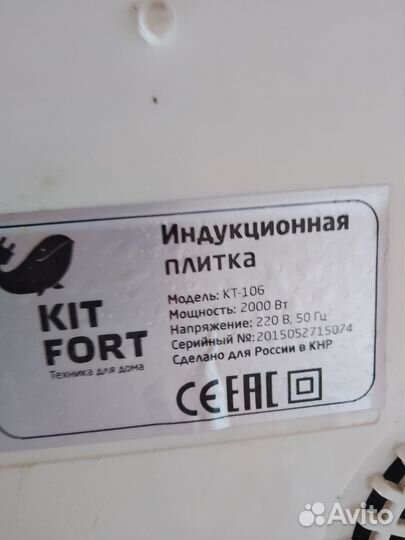 KIT
FORT
Техника для дома
Индукционная
плитка
Модель: КТ-106
Мощность: 2000 Вт
Напряжение: 220 В, 50 Гц
Серийный №:2015052715074
Сделано для России в КНР
CE EAC
Avito